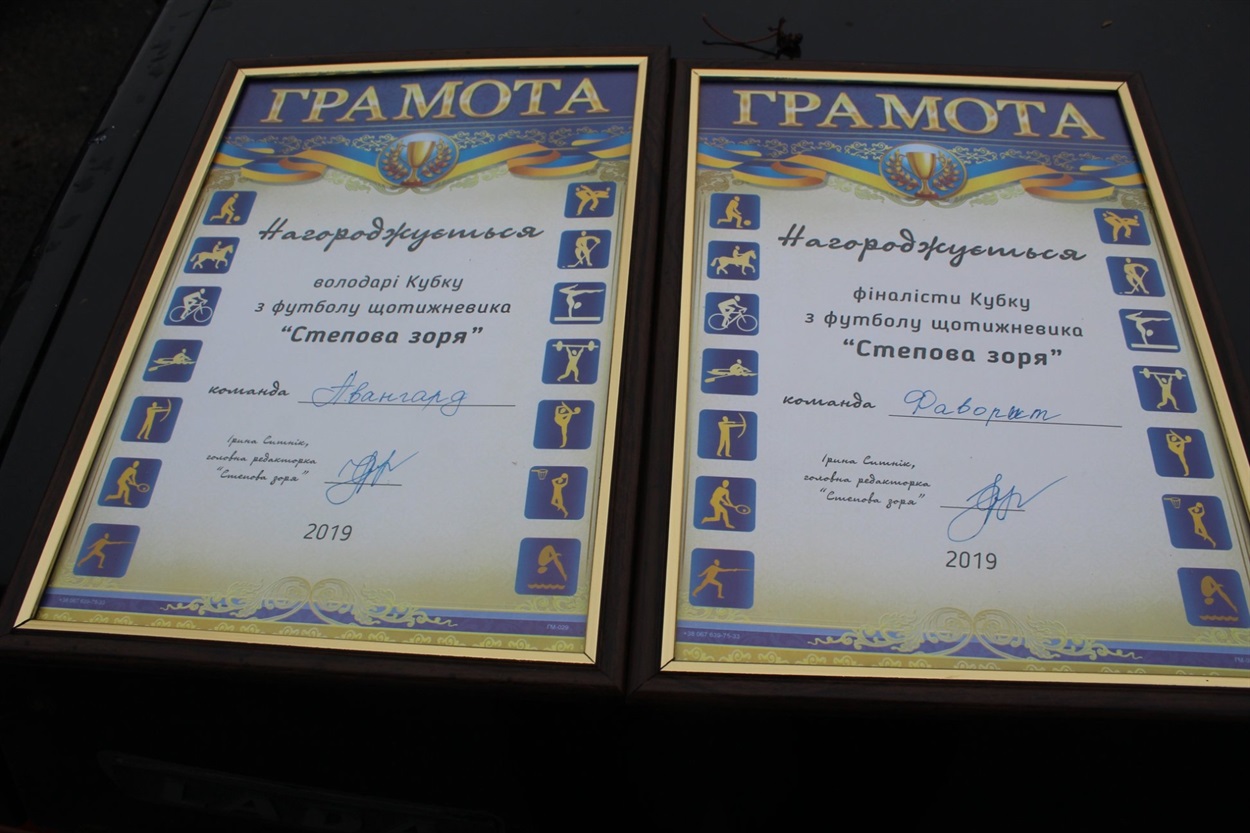 ГРАМОТА
Нагороджується
володарі Кубку
з футболу щотижневика
“Степова зоря”
команда Авангард
Ірина Ситнік,
головна редакторка
“Степова зоря”
2019
ГРАМОТА
Нагороджується
фіналісти Кубку
з футболу щотижневика
“Степова зоря”
команда Фаворит
Ірина Ситнік,
головна редакторка
“Степова зоря”
2019